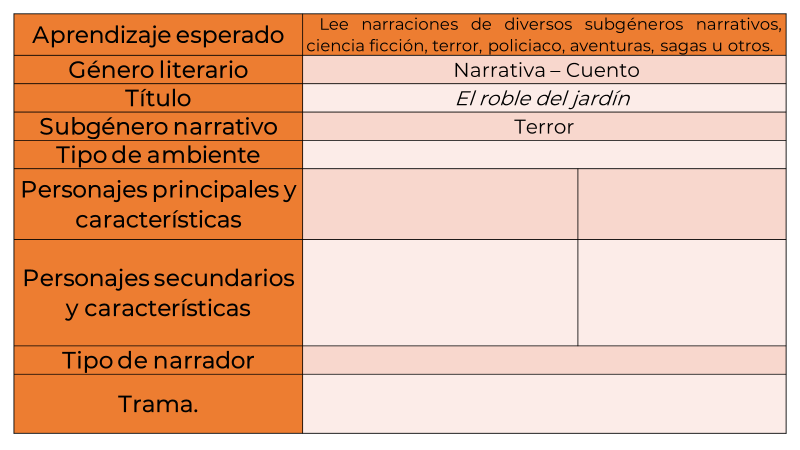 Aprendizaje esperado
Lee narraciones de diversos subgéneros narrativos,
ciencia ficción, terror, policiaco, aventuras, sagas u otros.
Género literario
Narrativa – Cuento
Título
El roble del jardín
Subgénero narrativo
Terror
Tipo de ambiente
Personajes principales y
características
Personajes secundarios
y características
Tipo de narrador
Trama.